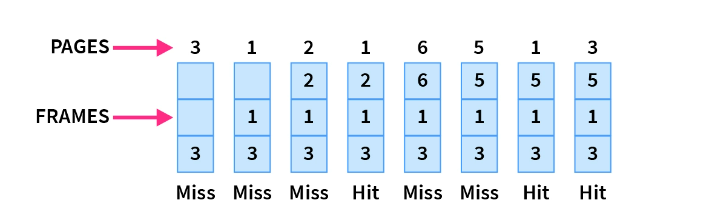 PAGES 3 1 2 1 6 5 1 3
2 2 6 5 5 5
FRAMES 1 1 1 1 1 1 1
3 3 3 3 3 3 3 3
Miss Miss Miss Hit Miss Miss Hit Hit